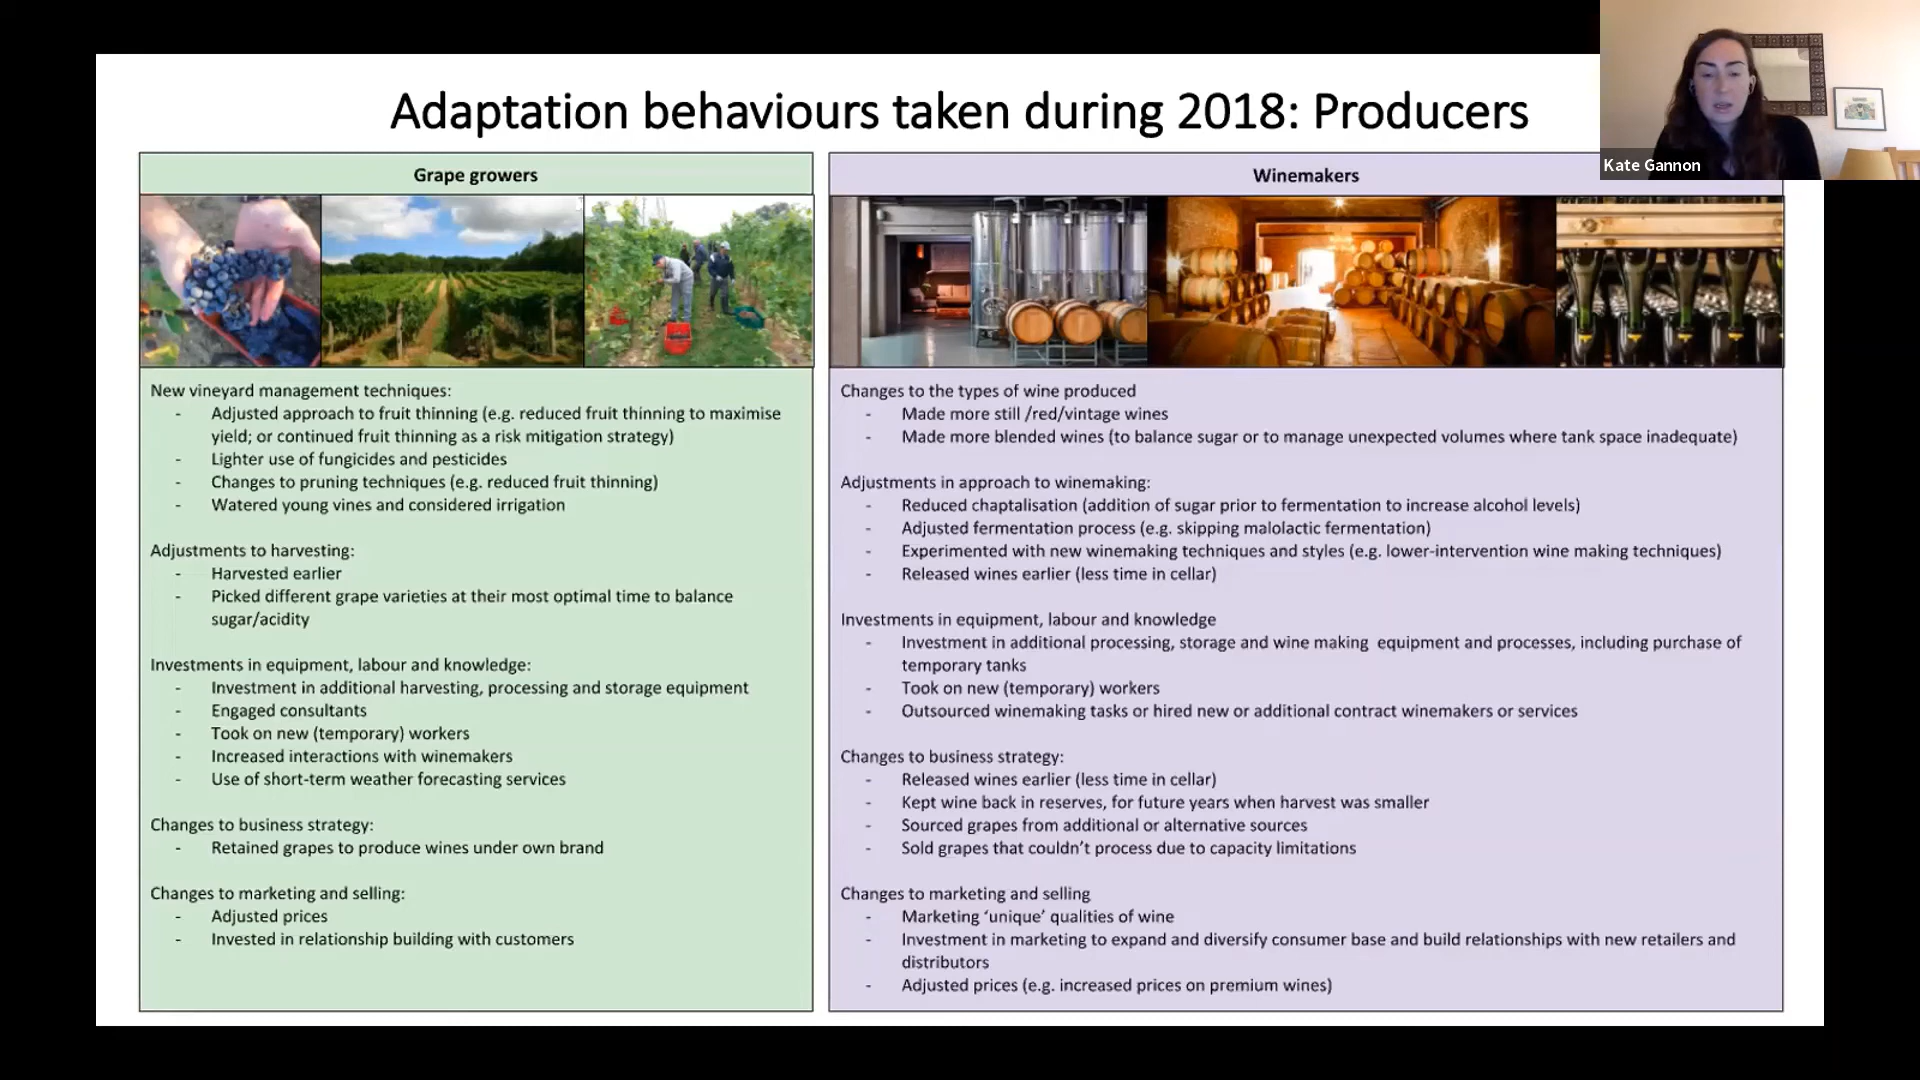 Adaptation behaviours taken during 2018: Producers
Kate Gannon
Grape growers
New vineyard management techniques:
- Adjusted approach to fruit thinning (e.g. reduced fruit thinning to maximise
yield; or continued fruit thinning as a risk mitigation strategy)
- Lighter use of fungicides and pesticides
- Changes to pruning techniques (e.g. reduced fruit thinning)
- Watered young vines and considered irrigation
Adjustments to harvesting:
- Harvested earlier
- Picked different grape varieties at their most optimal time to balance
sugar/acidity
Investments in equipment, labour and knowledge:
- Investment in additional harvesting, processing and storage equipment
- Engaged consultants
- Took on new (temporary) workers
- Increased interactions with winemakers
- Use of short-term weather forecasting services
Changes to business strategy:
- Retained grapes to produce wines under own brand
Changes to marketing and selling:
- Adjusted prices
- Invested in relationship building with customers
Winemakers
Changes to the types of wine produced
- Made more still /red/vintage wines
- Made more blended wines (to balance sugar or to manage unexpected volumes where tank space inadequate)
Adjustments in approach to winemaking:
- Reduced chaptalisation (addition of sugar prior to fermentation to increase alcohol levels)
- Adjusted fermentation process (e.g. skipping malolactic fermentation)
- Experimented with new winemaking techniques and styles (e.g. lower-intervention wine making techniques)
- Released wines earlier (less time in cellar)
Investments in equipment, labour and knowledge
- Investment in additional processing, storage and wine making equipment and processes, including purchase of
temporary tanks
- Took on new (temporary) workers
- Outsourced winemaking tasks or hired new or additional contract winemakers or services
Changes to business strategy:
- Released wines earlier (less time in cellar)
- Kept wine back in reserves, for future years when harvest was smaller
- Sourced grapes from additional or alternative sources
- Sold grapes that couldn't process due to capacity limitations
Changes to marketing and selling
- Marketing ‘unique’ qualities of wine
- Investment in marketing to expand and diversify consumer base and build relationships with new retailers and
distributors
- Adjusted prices (e.g. increased prices on premium wines)